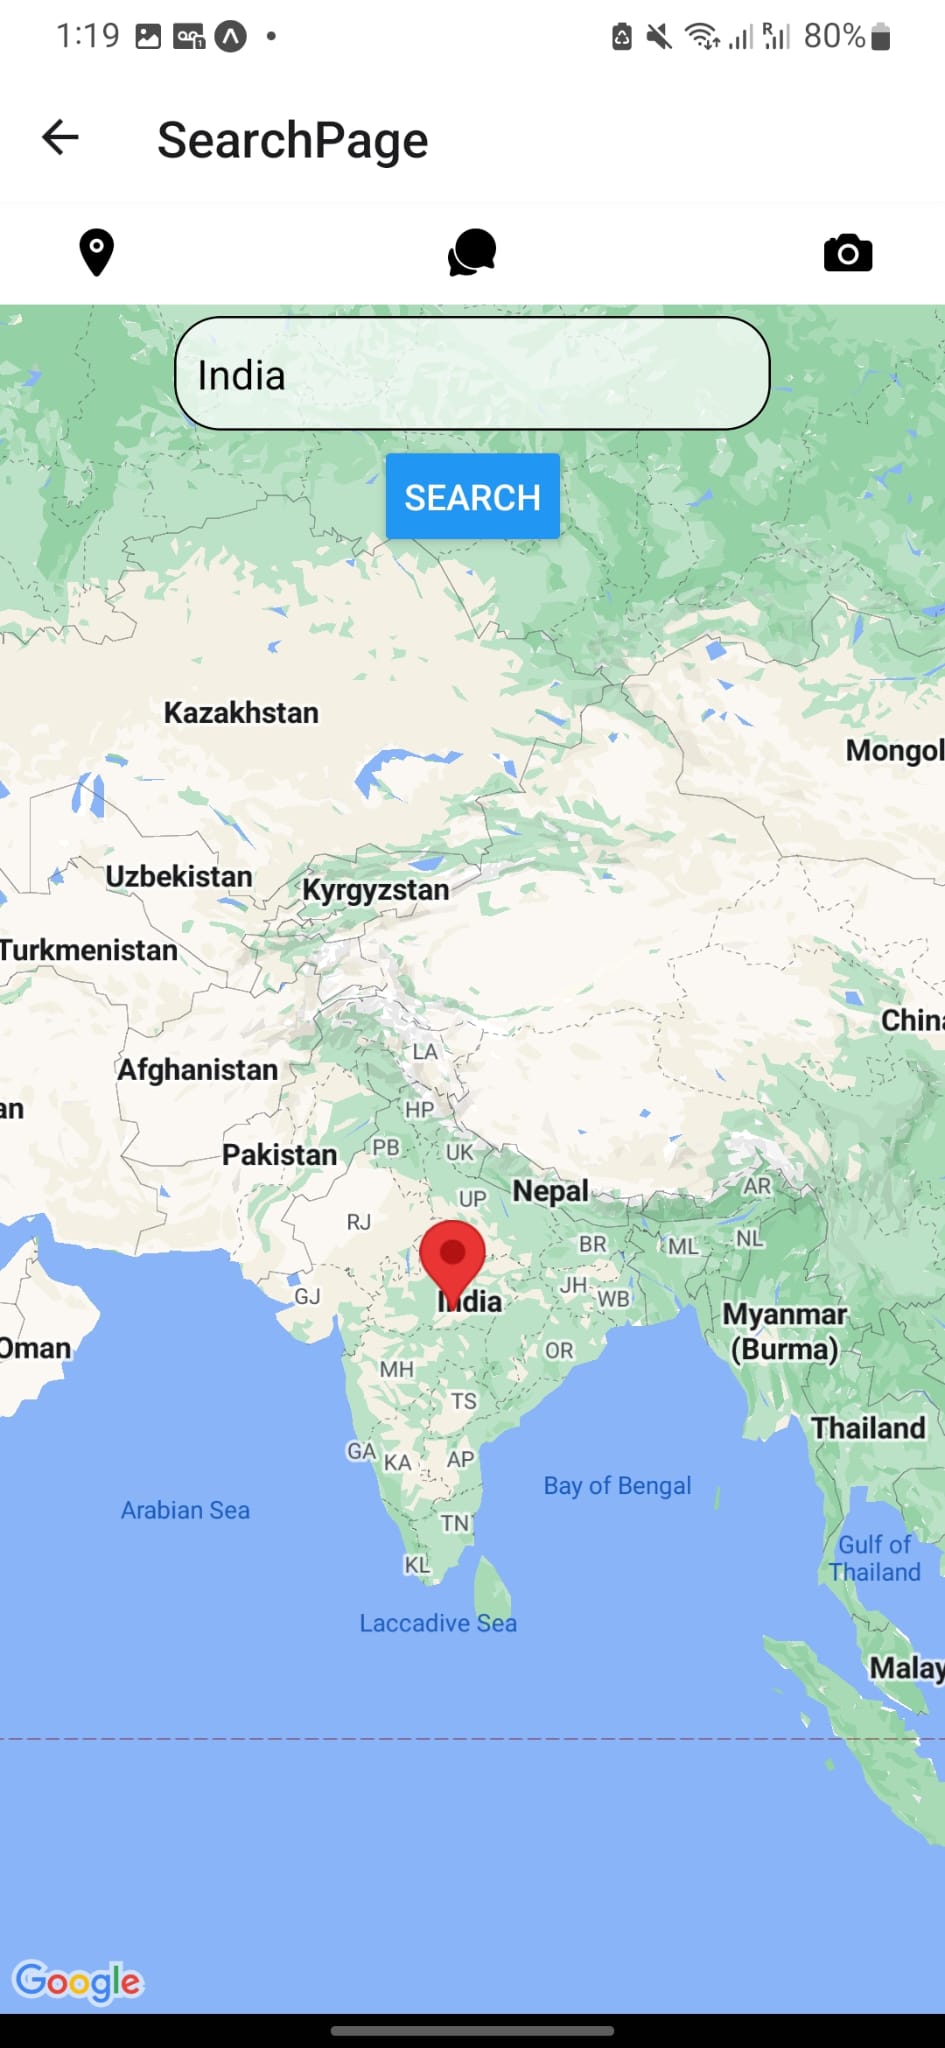 1:19
80%
SearchPage
India
SEARCH
Kazakhstan
Mongol
Uzbekistan
Kyrgyzstan
Turkmenistan
China
LA
Afghanistan
an
HP
PB
UK
Pakistan
UP
Nepal
AR
RJ
BR
ML
NL
GJ
JH
WB
India
Myanmar
(Burma)
Oman
OR
MH
TS
Thailand
GA
KA
AP
Bay of Bengal
Arabian Sea
TN
Gulf of
Thailand
KL
Laccadive Sea
Malay
Google